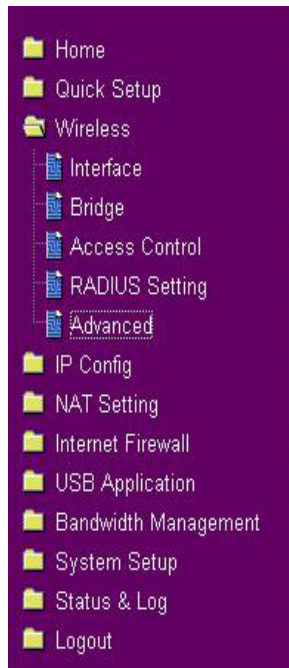 Home
Quick Setup
Wireless
Interface
Bridge
Access Control
RADIUS Setting
Advanced
IP Config
NAT Setting
Internet Firewall
USB Application
Bandwidth Management
System Setup
Status & Log
Logout